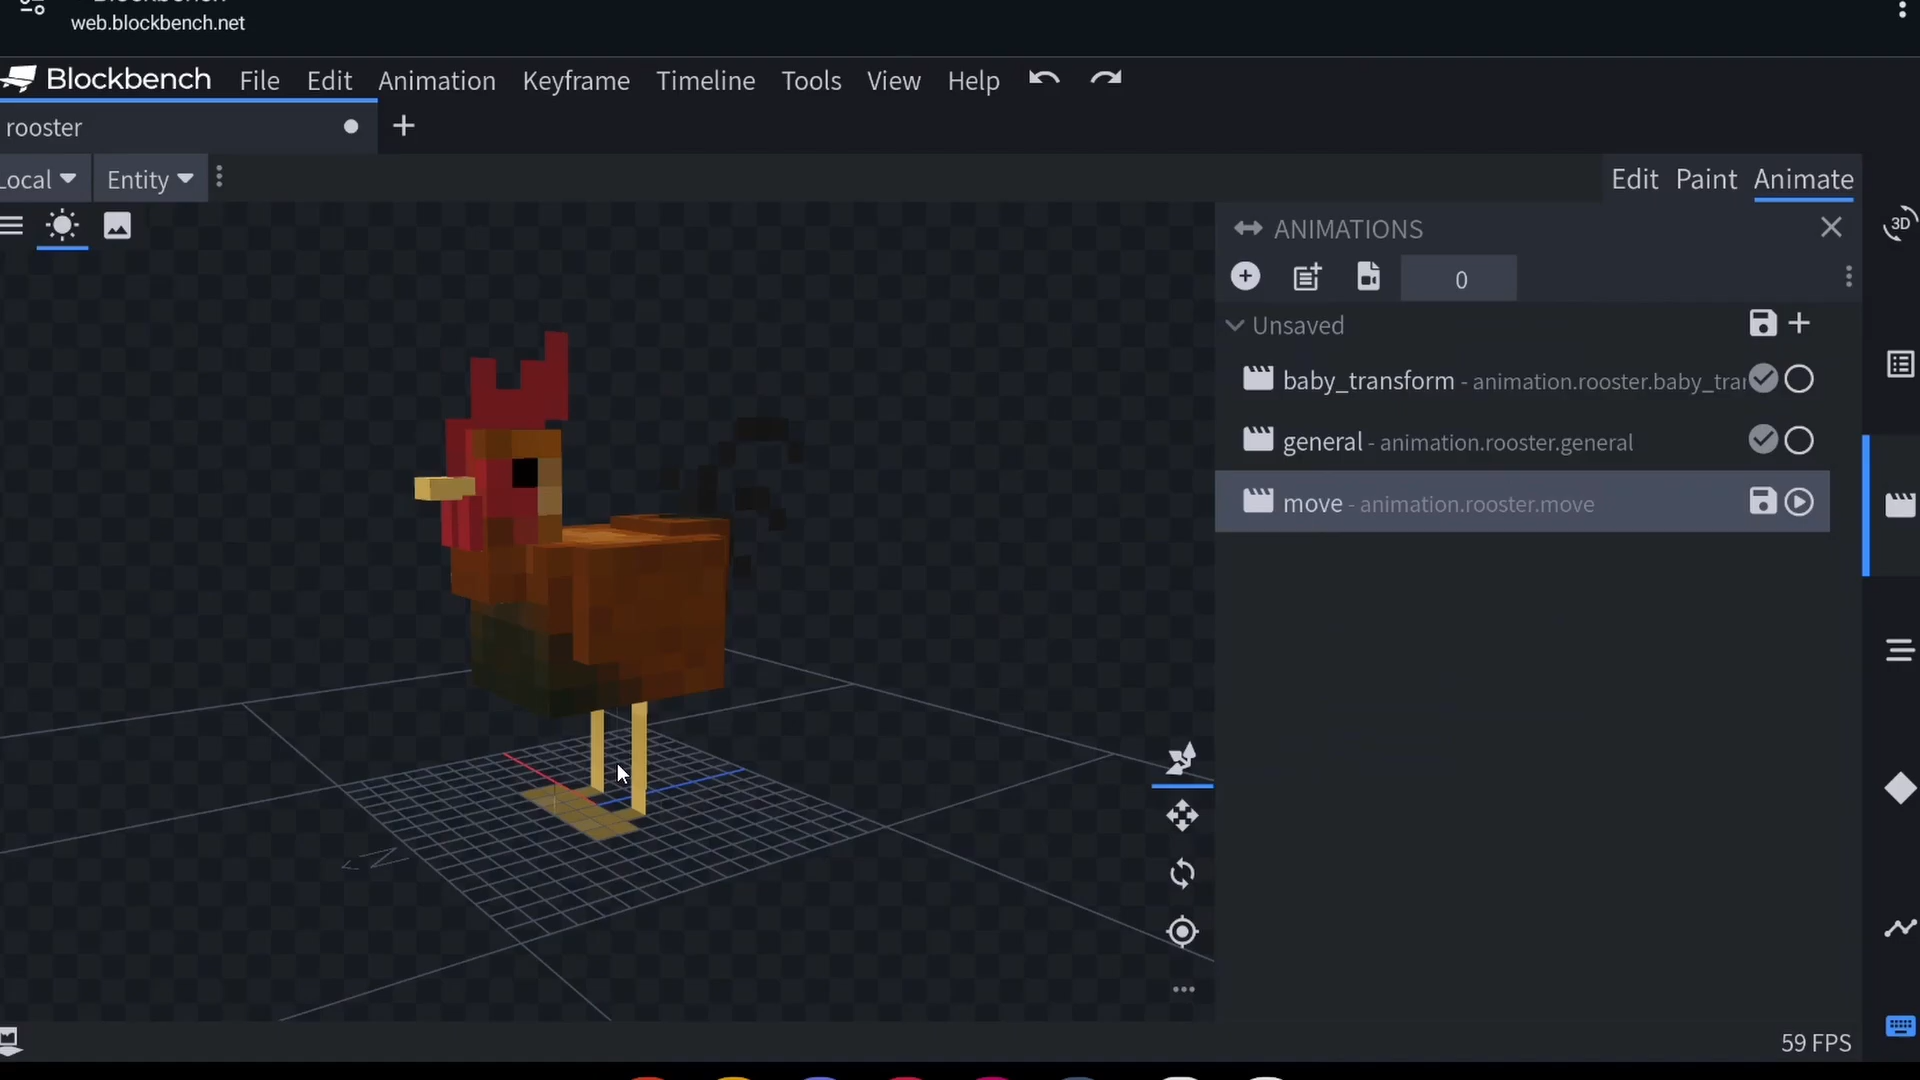 web.blockbench.net
Blockbench File Edit Animation Keyframe Timeline Tools View Help
rooster
Local Entity
Edit Paint Animate
ANIMATIONS
3D
0
Unsaved
baby_transform - animation.rooster.baby_tra
general - animation.rooster.general
move - animation.rooster.move
59 FPS